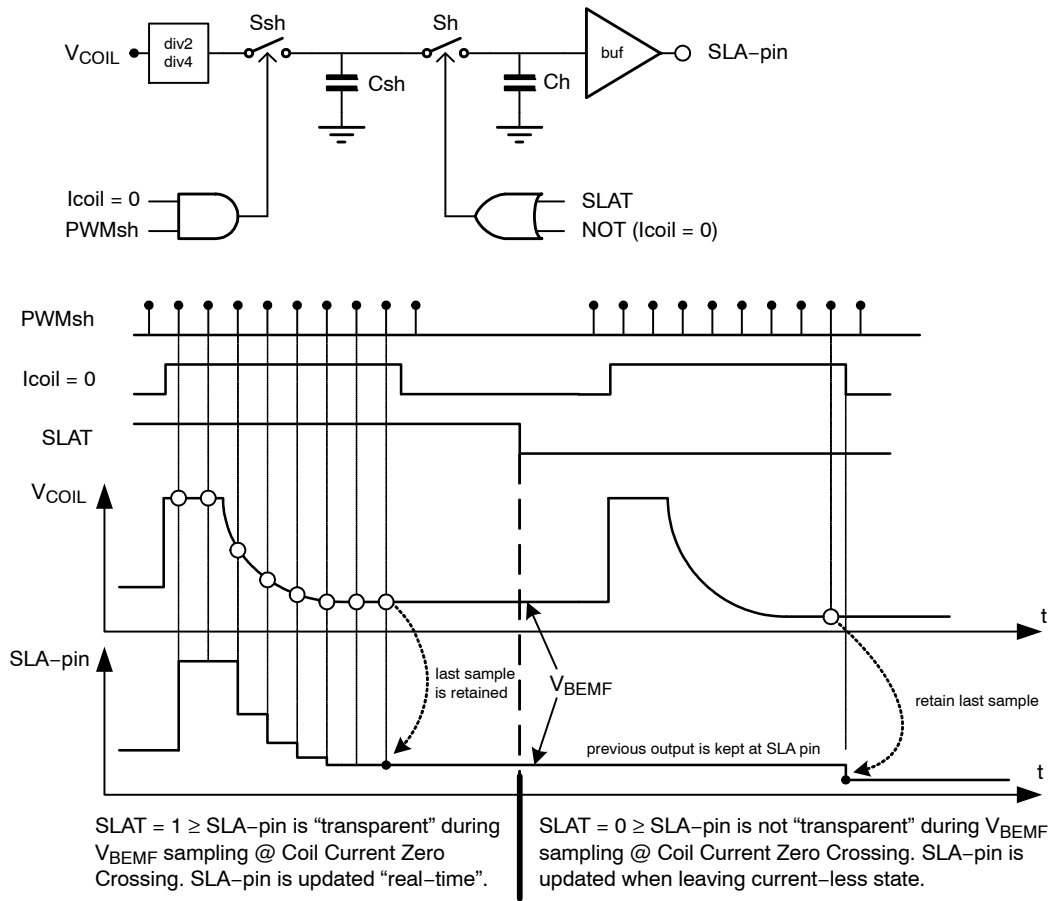 Ssh
Sh
V_COIL
div2
div4
buf
SLA−pin
Csh
Ch
Icoil = 0
PWMsh
SLAT
NOT (Icoil = 0)
PWMsh
Icoil = 0
SLAT
V_COIL
t
SLA−pin
last sample
is retained
V_BEMF
retain last sample
previous output is kept at SLA pin
t
SLAT = 1 ≥ SLA−pin is “transparent” during
V_BEMF sampling @ Coil Current Zero
Crossing. SLA−pin is updated “real−time”.
SLAT = 0 ≥ SLA−pin is not “transparent” during V_BEMF
sampling @ Coil Current Zero Crossing. SLA−pin is
updated when leaving current−less state.